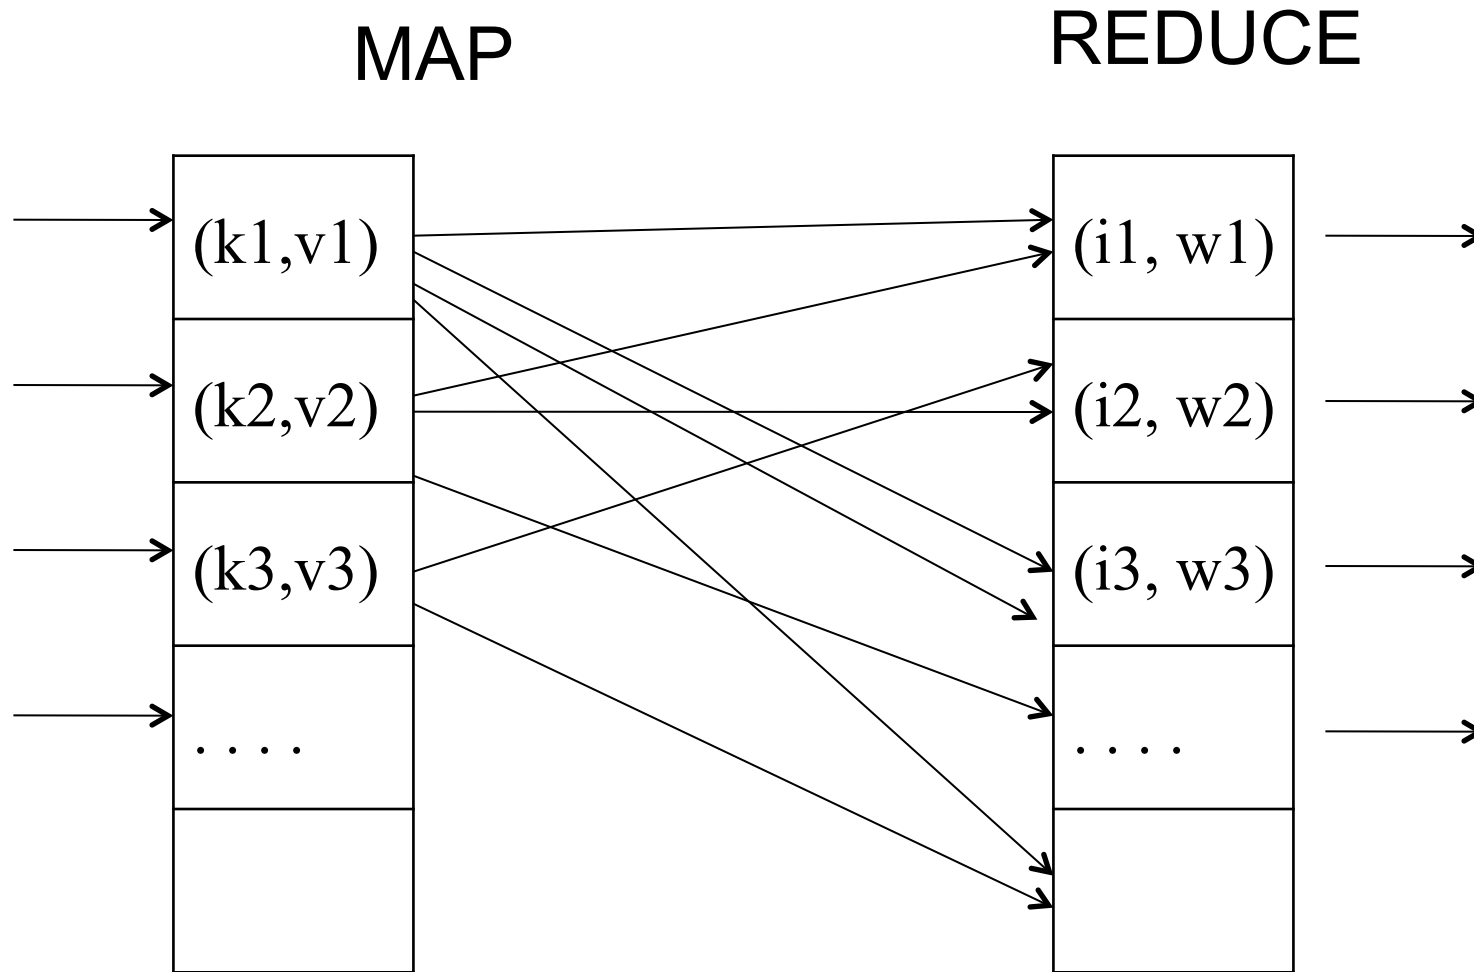 MAP
REDUCE
(k1,v1)
(k2,v2)
(k3,v3)
. . . .
(i1, w1)
(i2, w2)
(i3, w3)
. . . .